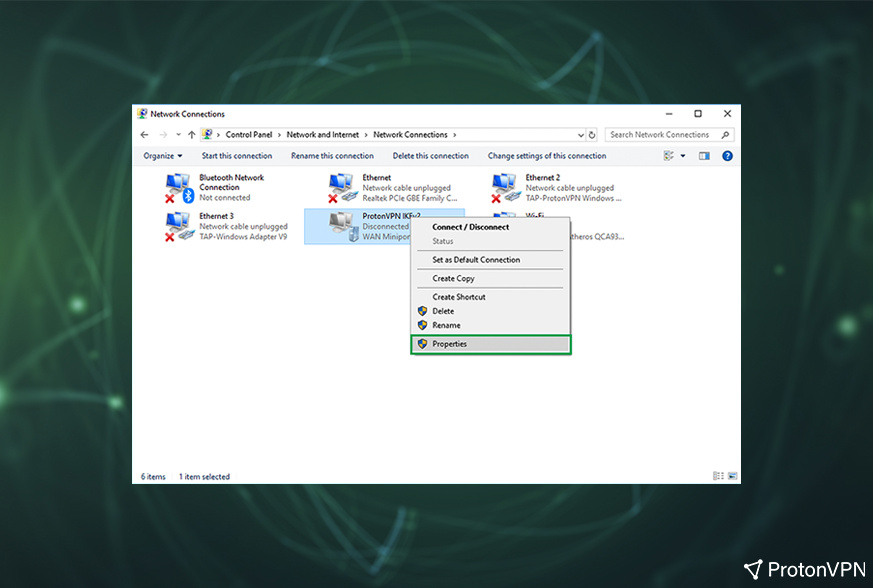 Network Connections
Control Panel > Network and Internet > Network Connections >
Search Network Connections
Organize
Start this connection
Rename this connection
Delete this connection
Change settings of this connection
Bluetooth Network
Connection
Not connected
Ethernet
Network cable unplugged
Realtek PCIe GBE Family C...
Ethernet 2
Network cable unplugged
TAP-ProtonVPN Windows ...
Ethernet 3
Network cable unplugged
TAP-Windows Adapter V9
ProtonVPN IKEv2
Disconnected
WAN Minipor
Wi-Fi
theros QCA93...
Connect / Disconnect
Status
Set as Default Connection
Create Copy
Create Shortcut
Delete
Rename
Properties
6 items
1 item selected
ProtonVPN